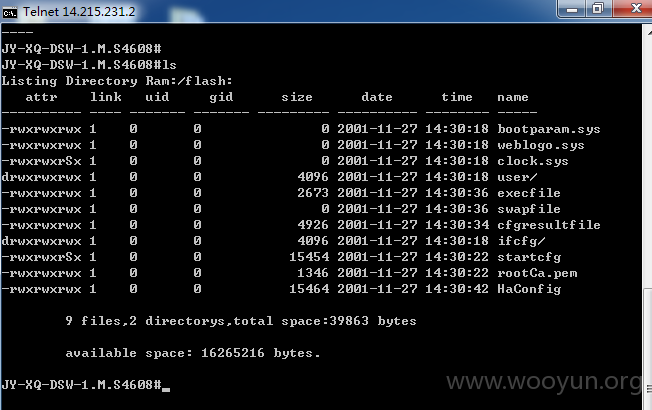 Telnet 14.215.231.2
----
JY-XQ-DSW-1.M.S4608#
JY-XQ-DSW-1.M.S4608#ls
Listing Directory Ram:/flash:
attr link uid gid size date time name
---------- ---- ------- ------- --------- ---------- -------- -----
-rwxrwxrwx 1 0 0 0 2001-11-27 14:30:18 bootparam.sys
-rwxrwxrwx 1 0 0 0 2001-11-27 14:30:18 weblogo.sys
-rwxrwxrSx 1 0 0 0 2001-11-27 14:30:18 clock.sys
drwxrwxrwx 1 0 0 4096 2001-11-27 14:30:18 user/
-rwxrwxrwx 1 0 0 2673 2001-11-27 14:30:36 execfile
-rwxrwxrwx 1 0 0 0 2001-11-27 14:30:36 swapfile
-rwxrwxrwx 1 0 0 4926 2001-11-27 14:30:34 cfgresultfile
drwxrwxrwx 1 0 0 4096 2001-11-27 14:30:18 ifcfg/
-rwxrwxrSx 1 0 0 15454 2001-11-27 14:30:22 startcfg
-rwxrwxrwx 1 0 0 1346 2001-11-27 14:30:22 rootCa.pem
-rwxrwxrwx 1 0 0 15464 2001-11-27 14:30:42 HaConfig
9 files,2 directorys,total space:39863 bytes
available space: 16265216 bytes.
JY-XQ-DSW-1.M.S4608#_
www.wooyun.org